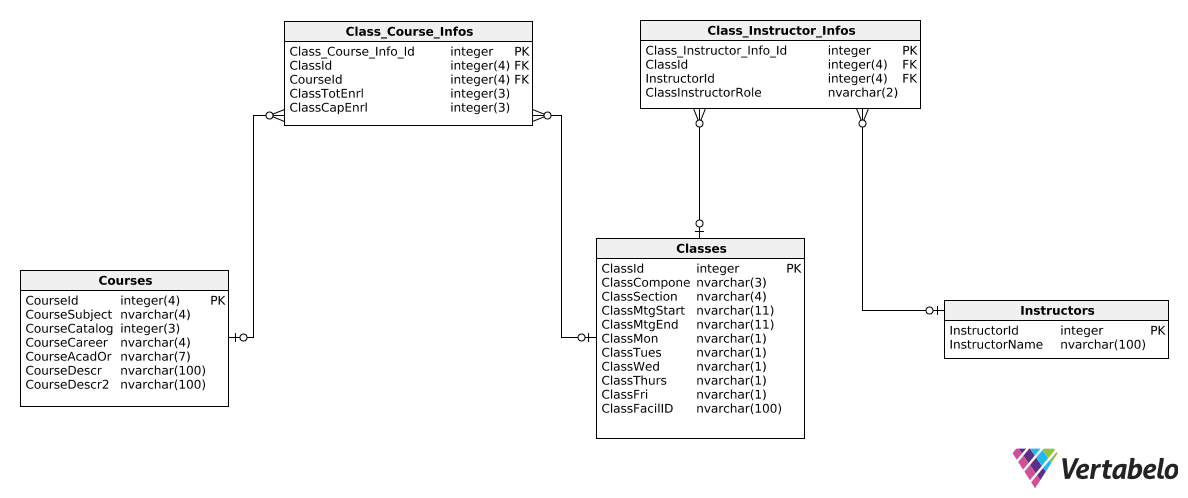 Class_Course_Infos
Class_Course_Info_Id integer PK
ClassId integer(4) FK
CourseId integer(4) FK
ClassTotEnrl integer(3)
ClassCapEnrl integer(3)
Class_Instructor_Infos
Class_Instructor_Info_Id integer PK
ClassId integer(4) FK
InstructorId integer(4) FK
ClassInstructorRole nvarchar(2)
Courses
CourseId integer(4) PK
CourseSubject nvarchar(4)
CourseCatalog integer(3)
CourseCareer nvarchar(4)
CourseAcadOr nvarchar(7)
CourseDescr nvarchar(100)
CourseDescr2 nvarchar(100)
Classes
ClassId integer PK
ClassCompone nvarchar(3)
ClassSection nvarchar(4)
ClassMtgStart nvarchar(11)
ClassMtgEnd nvarchar(11)
ClassMon nvarchar(1)
ClassTues nvarchar(1)
ClassWed nvarchar(1)
ClassThurs nvarchar(1)
ClassFri nvarchar(1)
ClassFacilID nvarchar(100)
Instructors
InstructorId integer PK
InstructorName nvarchar(100)
Vertabelo